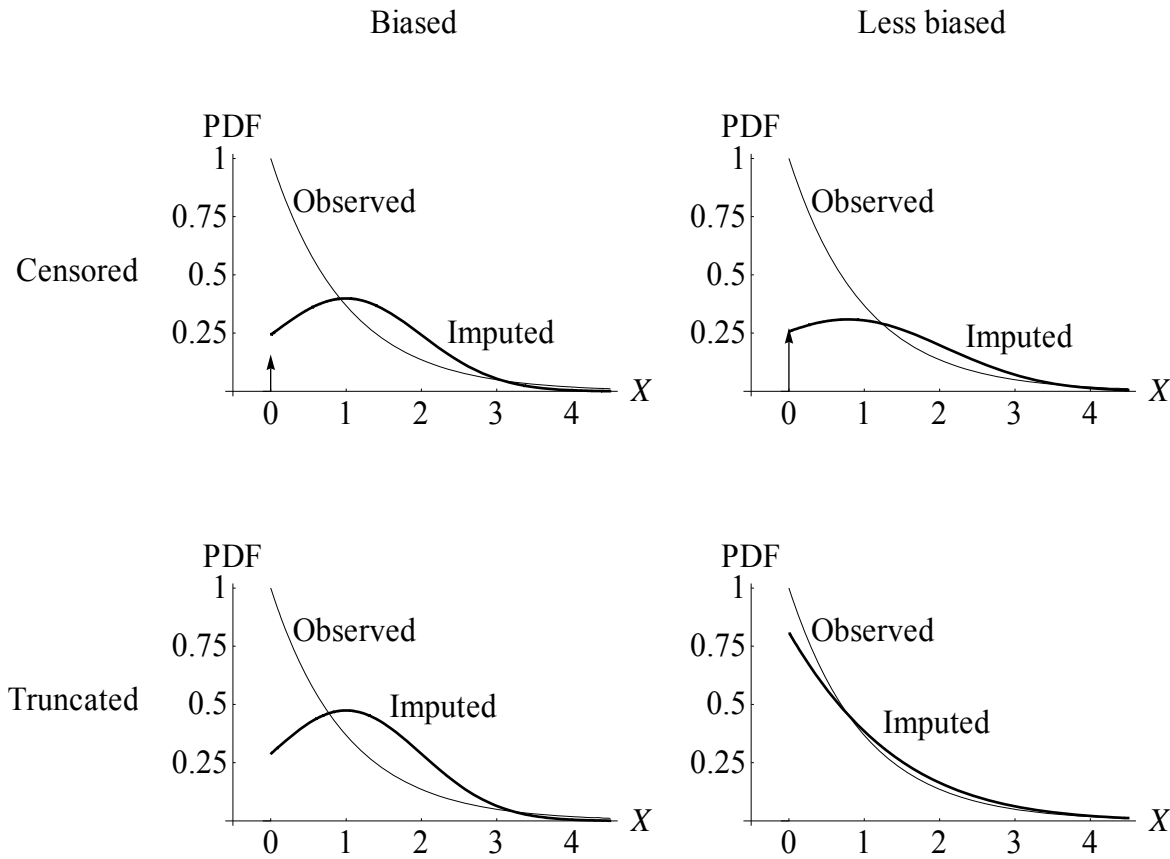 Biased Less biased
PDF PDF
1 1
Observed Observed
0.75 0.75
Censored 0.5 0.5
0.25 Imputed 0.25 Imputed
X X
0 1 2 3 4 0 1 2 3 4
PDF PDF
1 1
Observed Observed
0.75 0.75
Truncated 0.5 Imputed 0.5 Imputed
0.25 0.25
X X
0 1 2 3 4 0 1 2 3 4